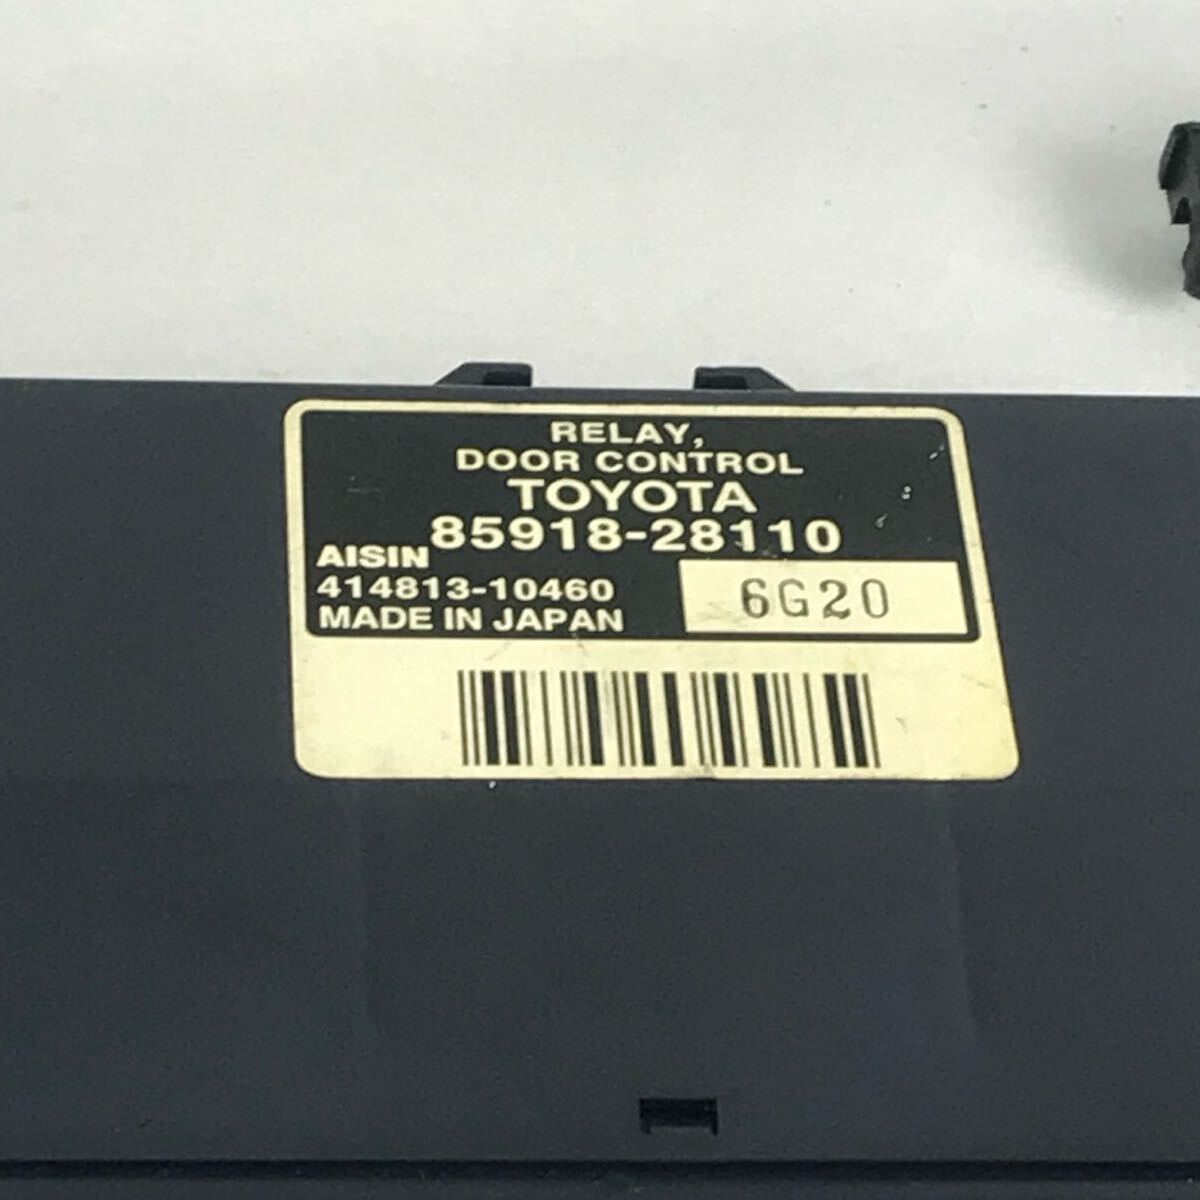 RELAY,
DOOR CONTROL
TOYOTA
85918-28110
AISIN
414813-10460
MADE IN JAPAN
6G20